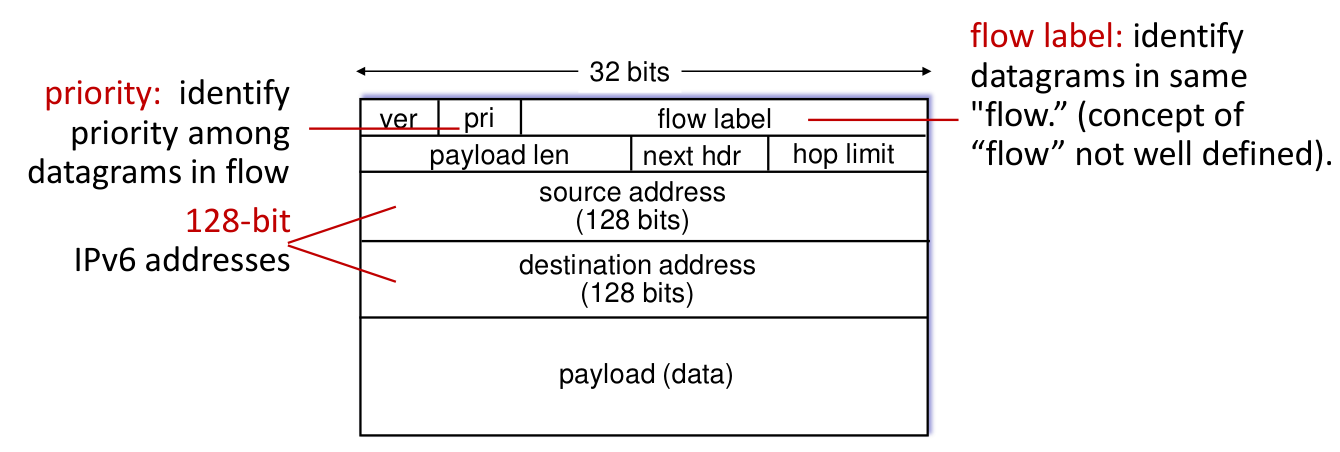 32 bits
priority: identify
priority among
datagrams in flow
128-bit
IPv6 addresses
flow label: identify
datagrams in same
"flow.” (concept of
“flow” not well defined).
ver pri flow label
payload len next hdr hop limit
source address
(128 bits)
destination address
(128 bits)
payload (data)